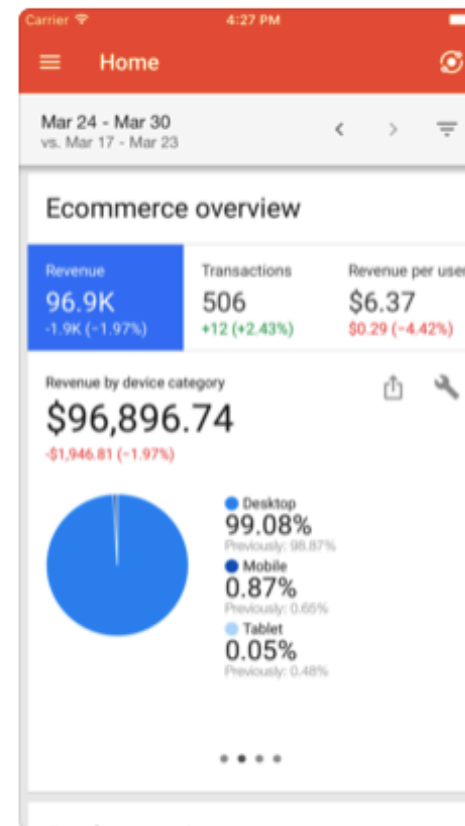 Carrier 4:27 PM
Home
Mar 24 - Mar 30
vs. Mar 17 - Mar 23
Ecommerce overview
Revenue Transactions Revenue per user
96.9K 506 $6.37
-1.9K (-1.97%) +12 (+2.43%) $0.29 (-4.42%)
Revenue by device category
$96,896.74
-$1,946.81 (-1.97%)
Desktop
99.08%
Previously: 98.87%
Mobile
0.87%
Previously: 0.65%
Tablet
0.05%
Previously: 0.48%